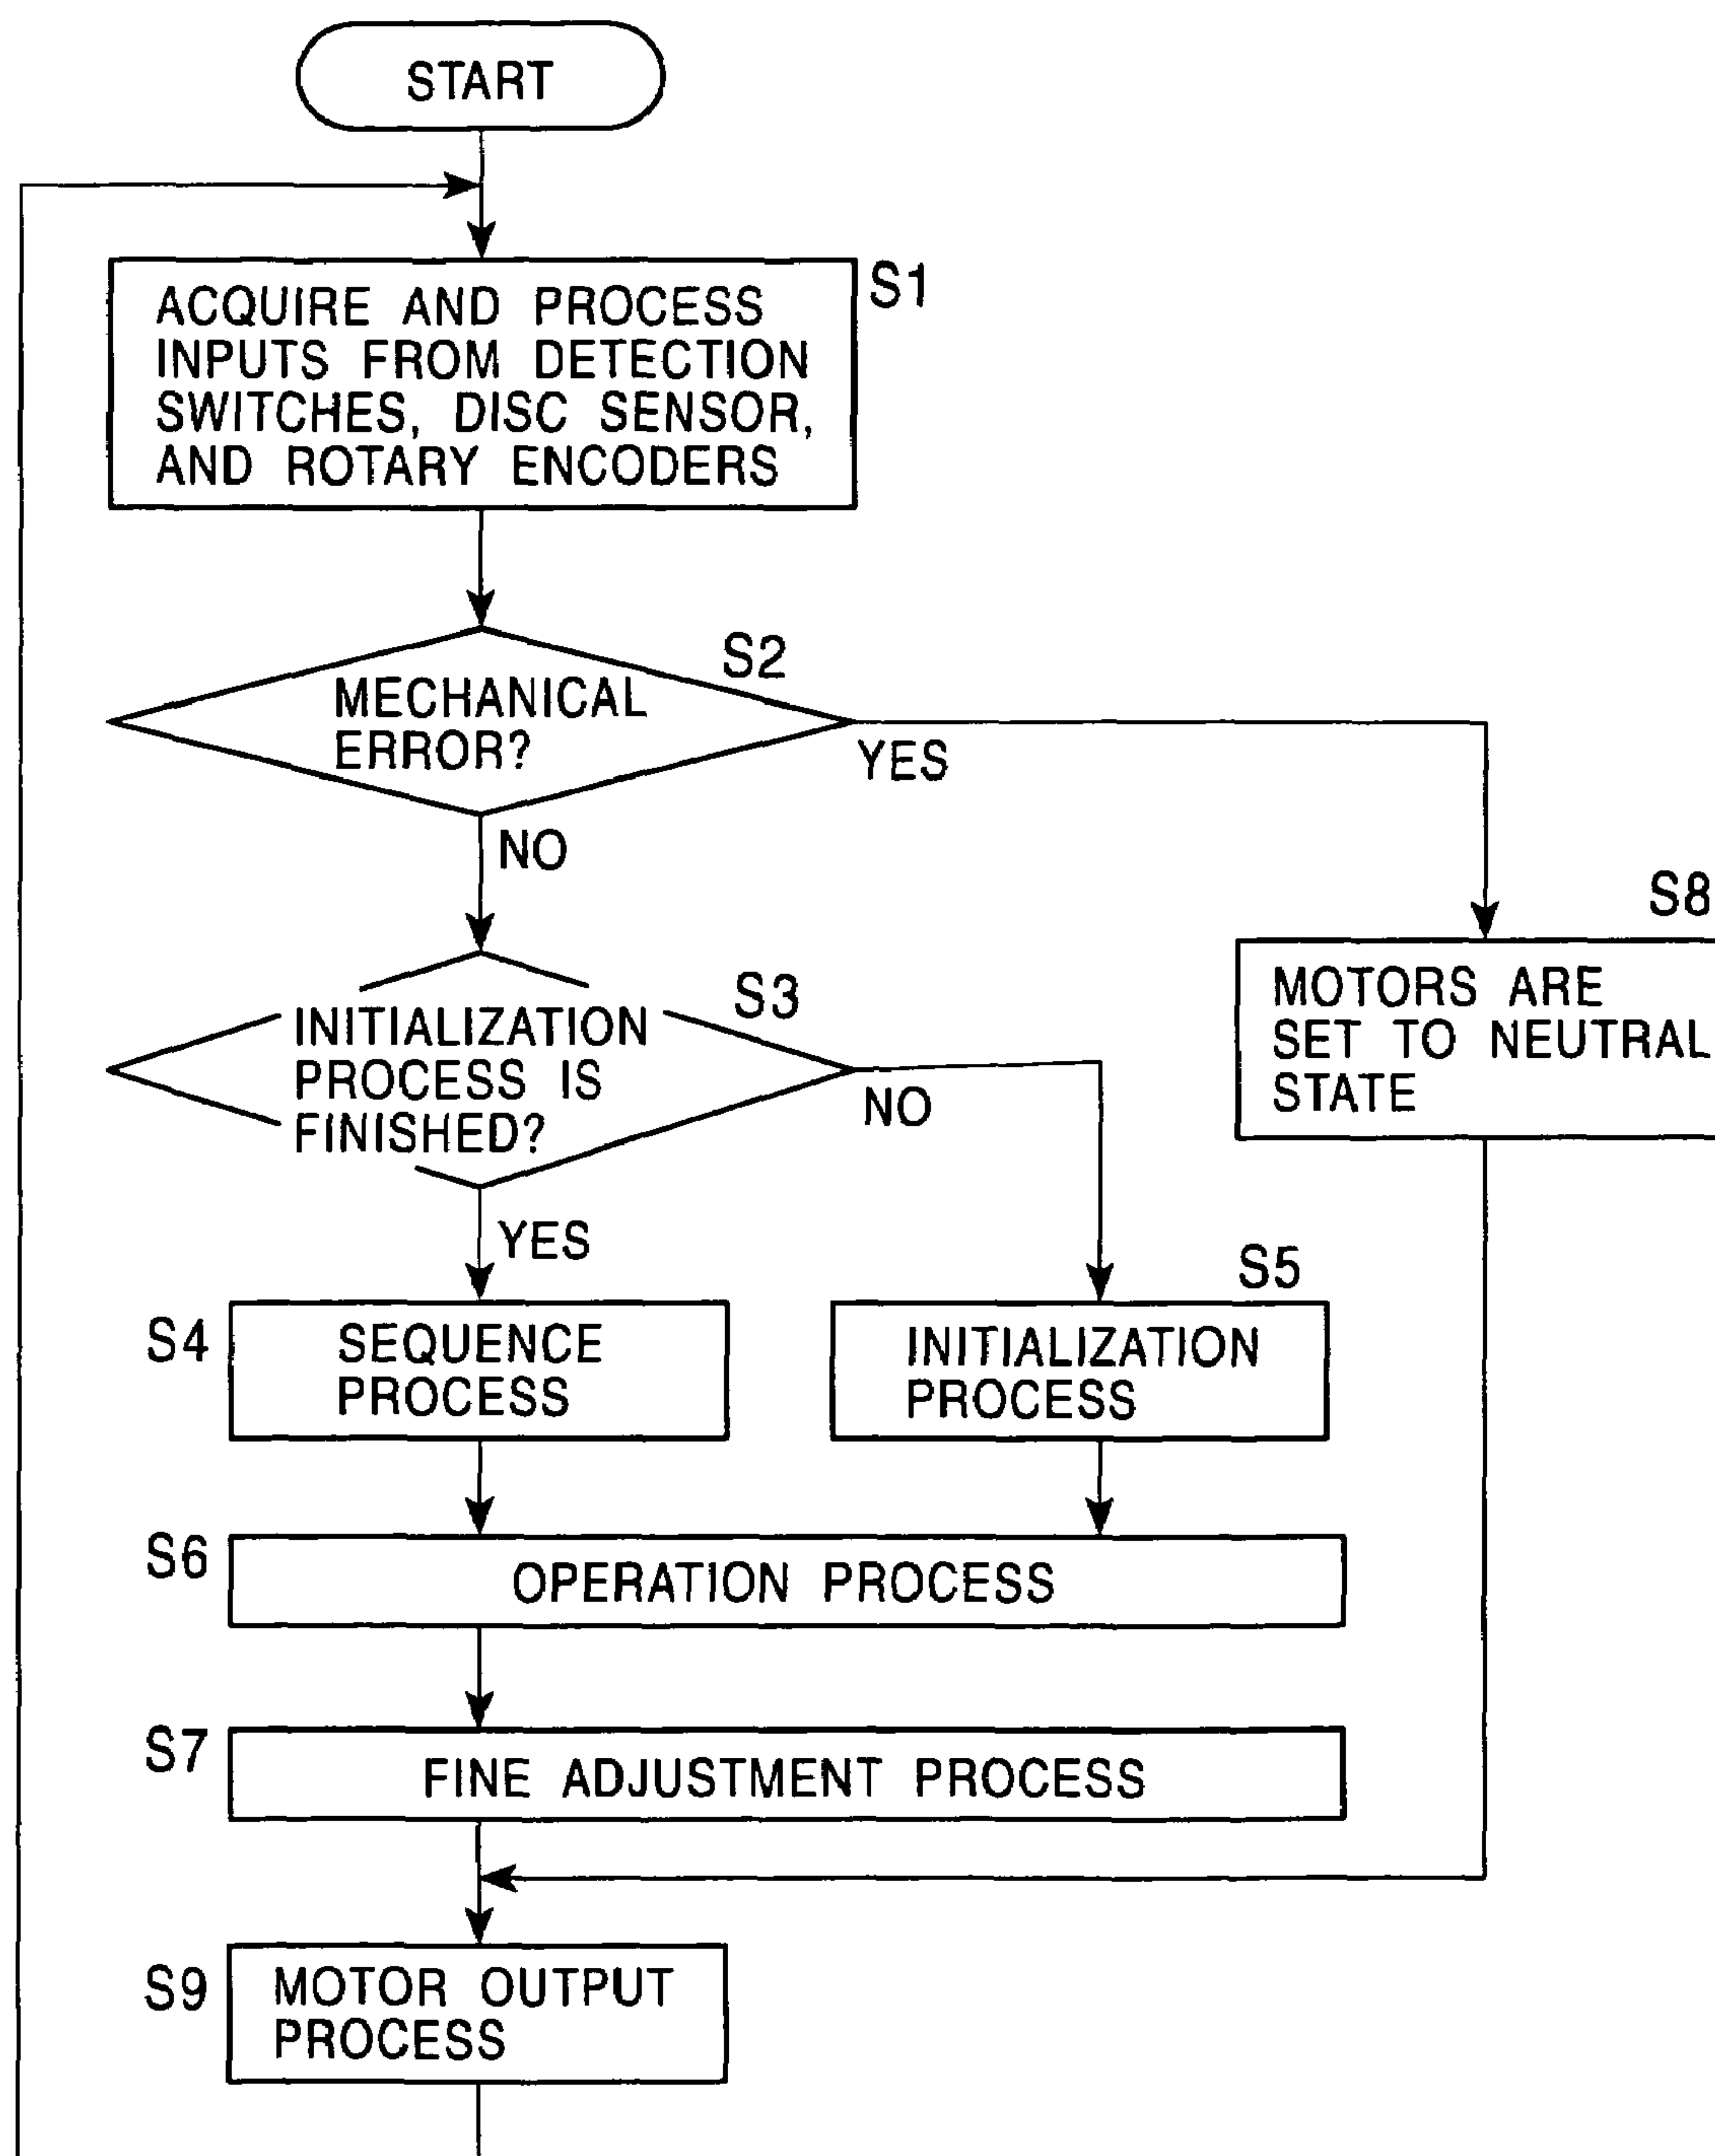 START
S1
ACQUIRE AND PROCESS
INPUTS FROM DETECTION
SWITCHES, DISC SENSOR,
AND ROTARY ENCODERS
S2
MECHANICAL
ERROR?
YES
NO
S8
MOTORS ARE
SET TO NEUTRAL
STATE
S3
INITIALIZATION
PROCESS IS
FINISHED?
NO
YES
S4
SEQUENCE
PROCESS
S5
INITIALIZATION
PROCESS
S6
OPERATION PROCESS
S7
FINE ADJUSTMENT PROCESS
S9
MOTOR OUTPUT
PROCESS